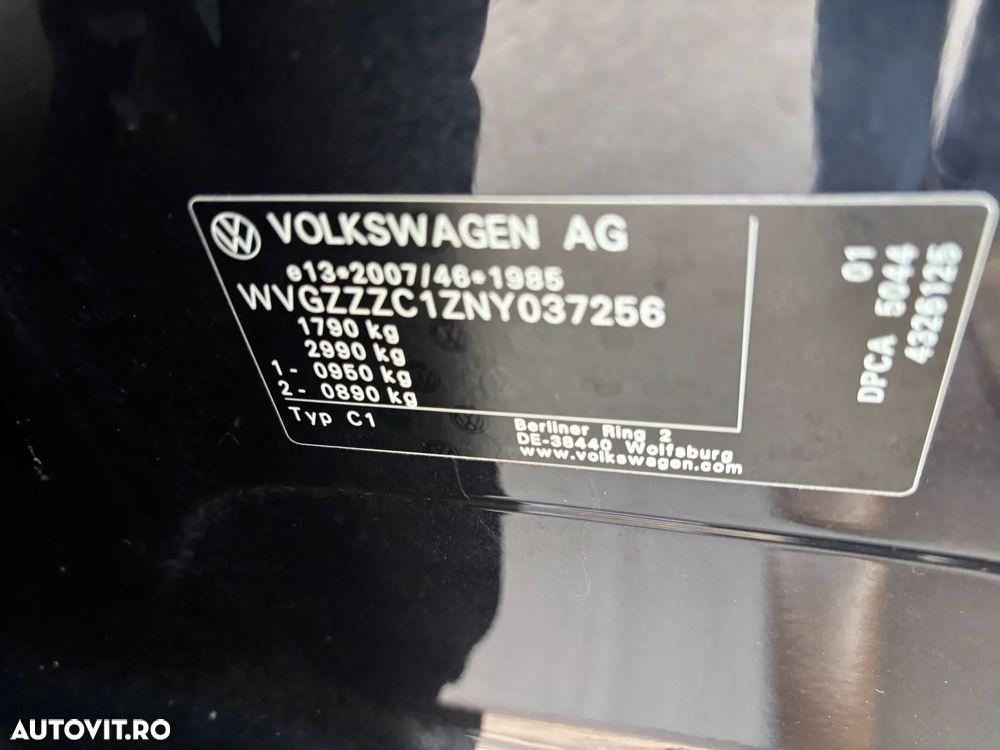 VOLKSWAGEN AG
e13*2007/46*1985
WVGZZZC1ZNY037256
1790 kg
2990 kg
1- 0950 kg
2- 0890 kg
Typ C1
Berliner Ring 2
DE-38440 Wolfsburg
www.volkswagen.com
01
DPCA 5044
4326125
AUTOVIT.RO